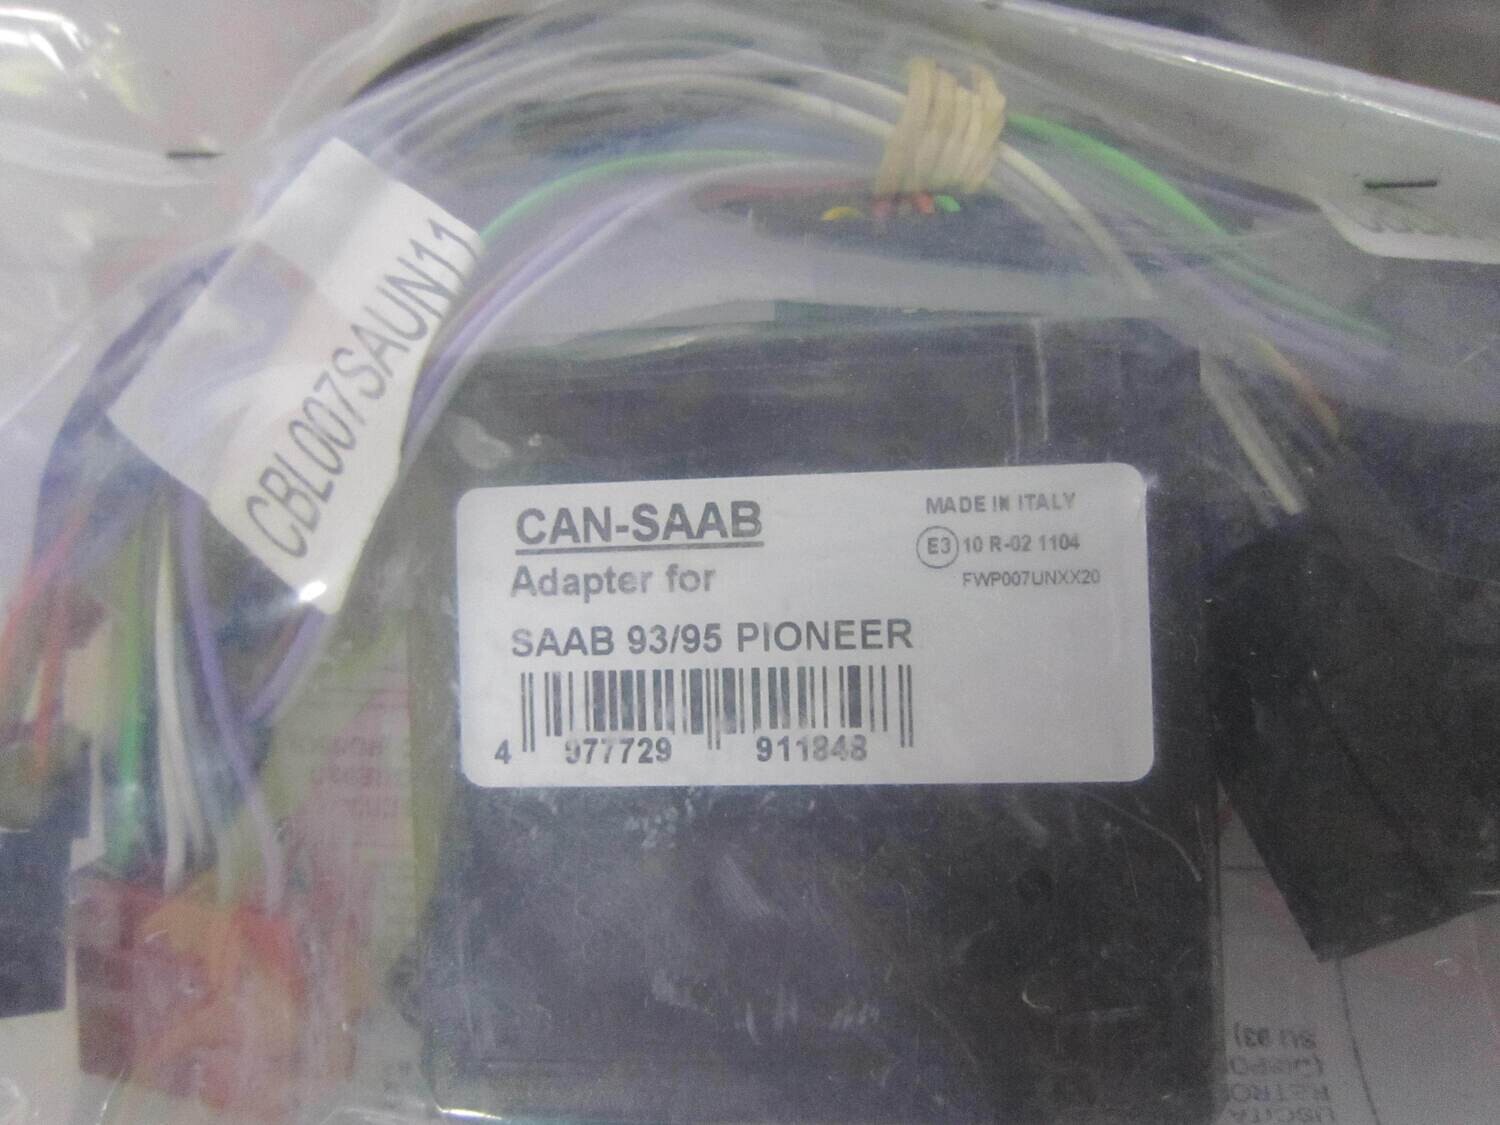 CBL007SAUN11
CAN-SAAB
Adapter for
SAAB 93/95 PIONEER
4 977729 911848
MADE IN ITALY
E3 10 R-02 1104
FWP007UNXX20